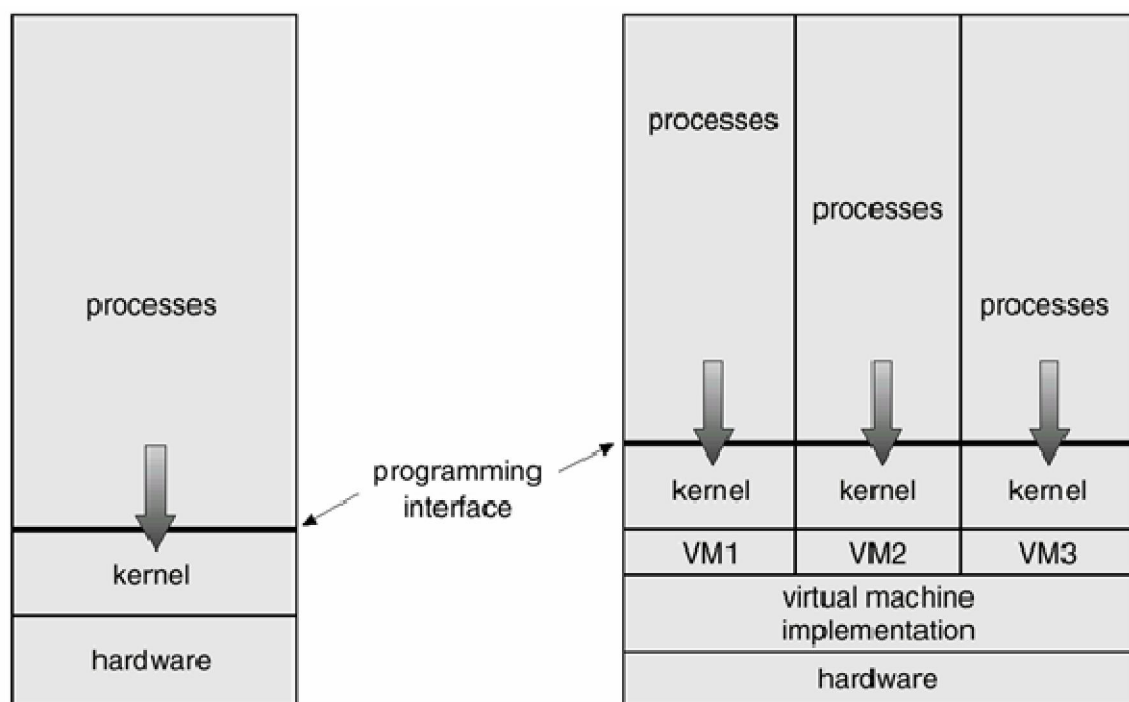 processes
kernel
hardware
programming
interface
processes
processes
processes
kernel
kernel
kernel
VM1
VM2
VM3
virtual machine
implementation
hardware